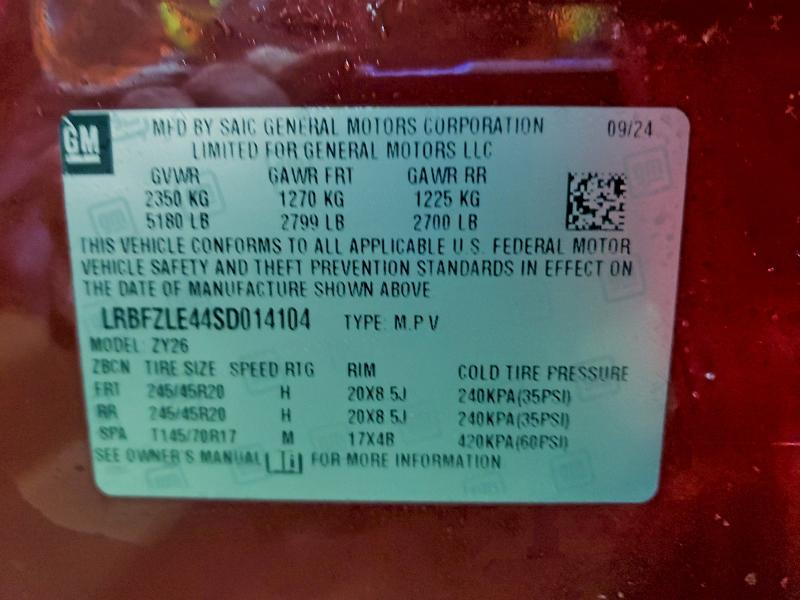 GM
MFD BY SAIC GENERAL MOTORS CORPORATION 09/24
LIMITED FOR GENERAL MOTORS LLC
GVWR GAWR FRT GAWR RR
2350 KG 1270 KG 1225 KG
5180 LB 2799 LB 2700 LB
THIS VEHICLE CONFORMS TO ALL APPLICABLE U.S. FEDERAL MOTOR
VEHICLE SAFETY AND THEFT PREVENTION STANDARDS IN EFFECT ON
THE DATE OF MANUFACTURE SHOWN ABOVE
LRBFZLE44SD014104 TYPE: M.P.V
MODEL: ZY26
ZBCN TIRE SIZE SPEED RTG RIM COLD TIRE PRESSURE
FRT 245/45R20 H 20X8.5J 240KPA(35PSI)
RR 245/45R20 H 20X8.5J 240KPA(35PSI)
SPA T145/70R17 M 17X4B 420KPA(60PSI)
SEE OWNER'S MANUAL i FOR MORE INFORMATION